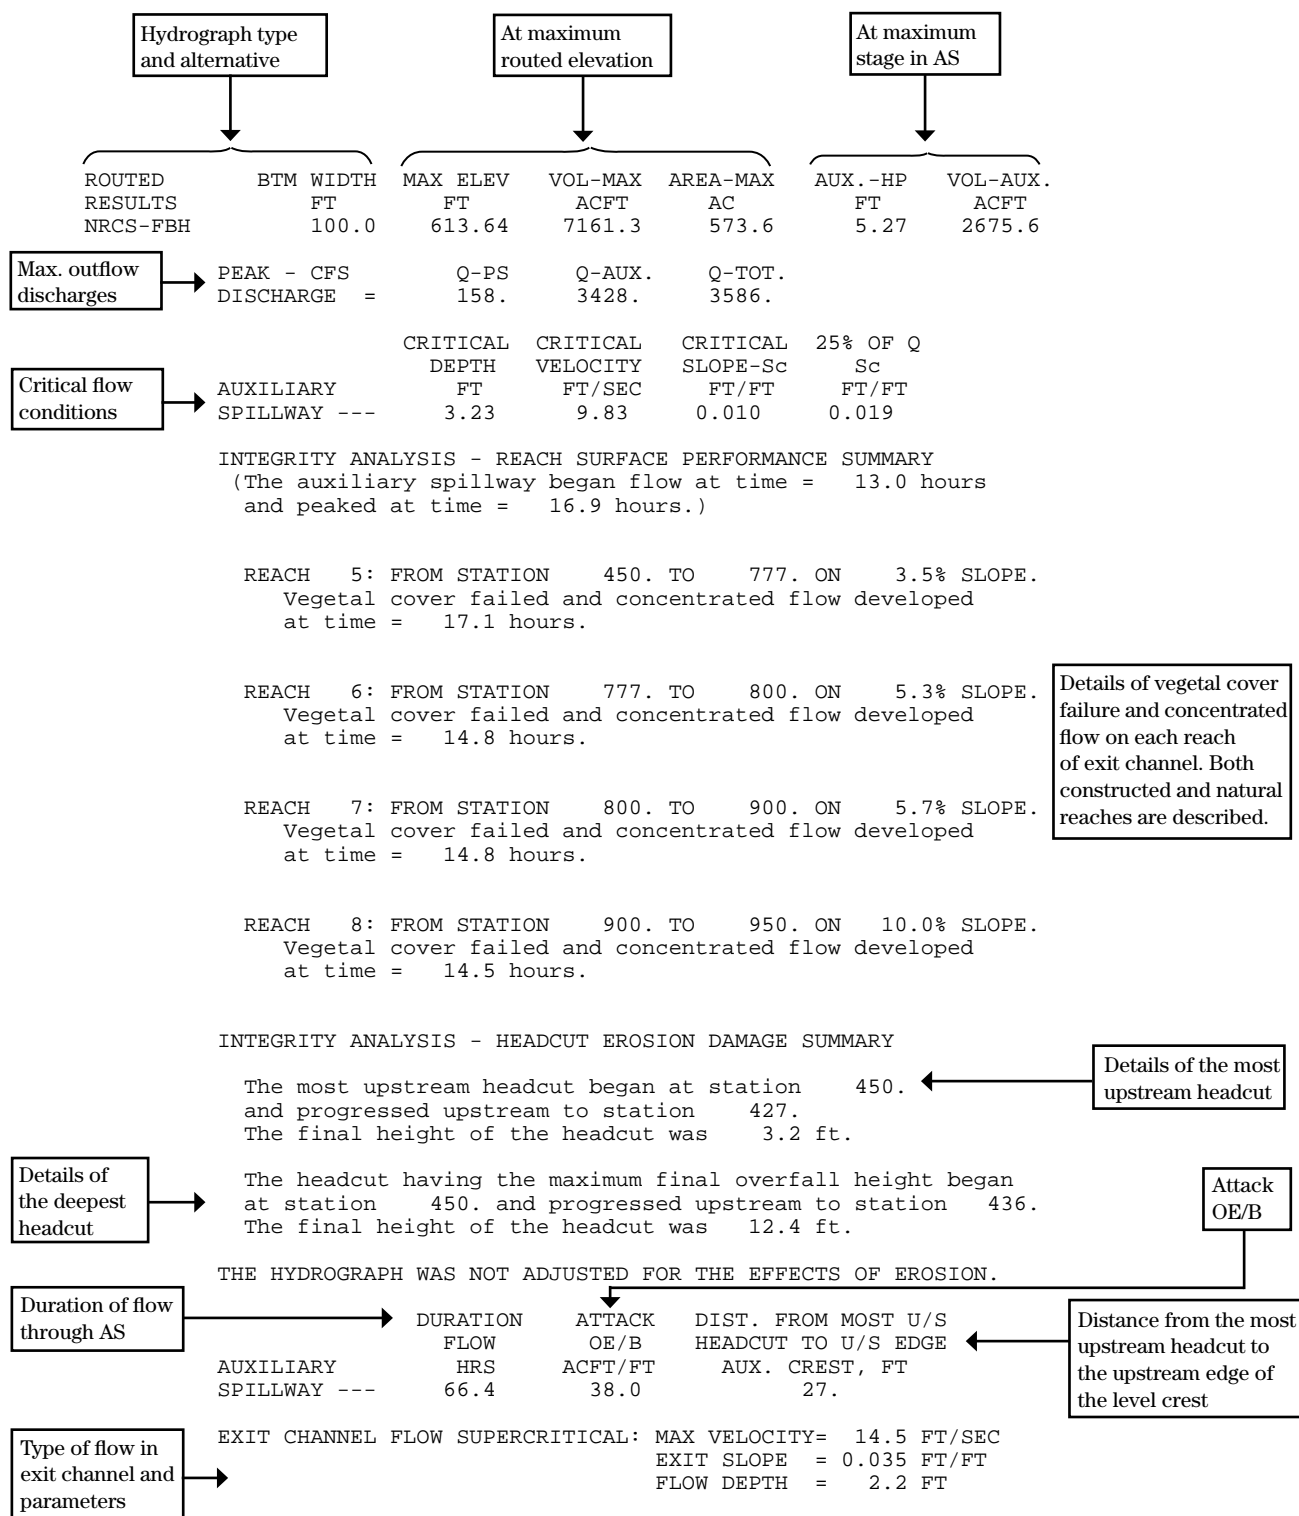 Hydrograph type
and alternative
At maximum
routed elevation
At maximum
stage in AS
ROUTED BTM WIDTH MAX ELEV VOL-MAX AREA-MAX AUX.-HP VOL-AUX.
RESULTS FT FT ACFT AC FT ACFT
NRCS-FBH 100.0 613.64 7161.3 573.6 5.27 2675.6
Max. outflow
discharges
PEAK - CFS Q-PS Q-AUX. Q-TOT.
DISCHARGE = 158. 3428. 3586.
CRITICAL CRITICAL CRITICAL 25% OF Q
DEPTH VELOCITY SLOPE-Sc Sc
Critical flow
conditions
AUXILIARY FT FT/SEC FT/FT FT/FT
SPILLWAY --- 3.23 9.83 0.010 0.019
INTEGRITY ANALYSIS - REACH SURFACE PERFORMANCE SUMMARY
(The auxiliary spillway began flow at time = 13.0 hours
and peaked at time = 16.9 hours.)
REACH 5: FROM STATION 450. TO 777. ON 3.5% SLOPE.
Vegetal cover failed and concentrated flow developed
at time = 17.1 hours.
REACH 6: FROM STATION 777. TO 800. ON 5.3% SLOPE.
Vegetal cover failed and concentrated flow developed
at time = 14.8 hours.
Details of vegetal cover
failure and concentrated
flow on each reach
of exit channel. Both
constructed and natural
reaches are described.
REACH 7: FROM STATION 800. TO 900. ON 5.7% SLOPE.
Vegetal cover failed and concentrated flow developed
at time = 14.8 hours.
REACH 8: FROM STATION 900. TO 950. ON 10.0% SLOPE.
Vegetal cover failed and concentrated flow developed
at time = 14.5 hours.
INTEGRITY ANALYSIS - HEADCUT EROSION DAMAGE SUMMARY
The most upstream headcut began at station 450.
and progressed upstream to station 427.
The final height of the headcut was 3.2 ft.
Details of the most
upstream headcut
Details of
the deepest
headcut
The headcut having the maximum final overfall height began
at station 450. and progressed upstream to station 436.
The final height of the headcut was 12.4 ft.
Attack
OE/B
THE HYDROGRAPH WAS NOT ADJUSTED FOR THE EFFECTS OF EROSION.
Duration of flow
through AS
DURATION ATTACK DIST. FROM MOST U/S
FLOW OE/B HEADCUT TO U/S EDGE
AUXILIARY HRS ACFT/FT AUX. CREST, FT
SPILLWAY --- 66.4 38.0 27.
Distance from the most
upstream headcut to
the upstream edge of
the level crest
Type of flow in
exit channel and
parameters
EXIT CHANNEL FLOW SUPERCRITICAL: MAX VELOCITY= 14.5 FT/SEC
EXIT SLOPE = 0.035 FT/FT
FLOW DEPTH = 2.2 FT